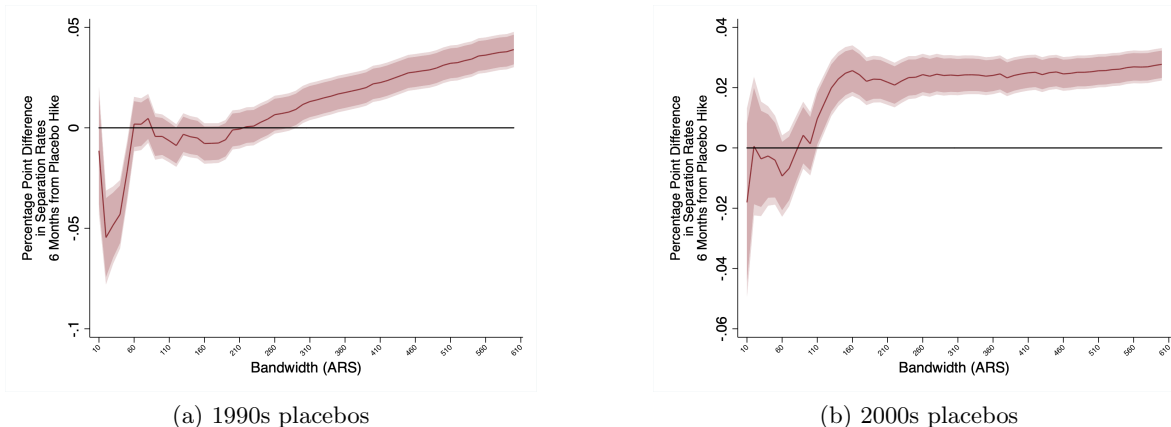 Percentage Point Difference
in Separation Rates
6 Months from Placebo Hike
.05
0
-.05
-.1
10 60 110 160 210 260 310 360 410 460 510 560 610
Bandwidth (ARS)
(a) 1990s placebos
Percentage Point Difference
in Separation Rates
6 Months from Placebo Hike
.04
.02
0
-.02
-.04
-.06
10 60 110 160 210 260 310 360 410 460 510 560 610
Bandwidth (ARS)
(b) 2000s placebos